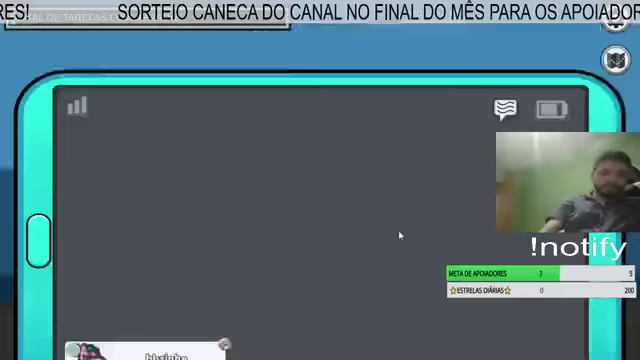 RES! SORTEIO CANECA DO CANAL NO FINAL DO MÊS PARA OS APOIADOR
!notify
META DE APOIADORES 3 5
⭐ESTRELAS DIÁRIAS⭐ 0 200